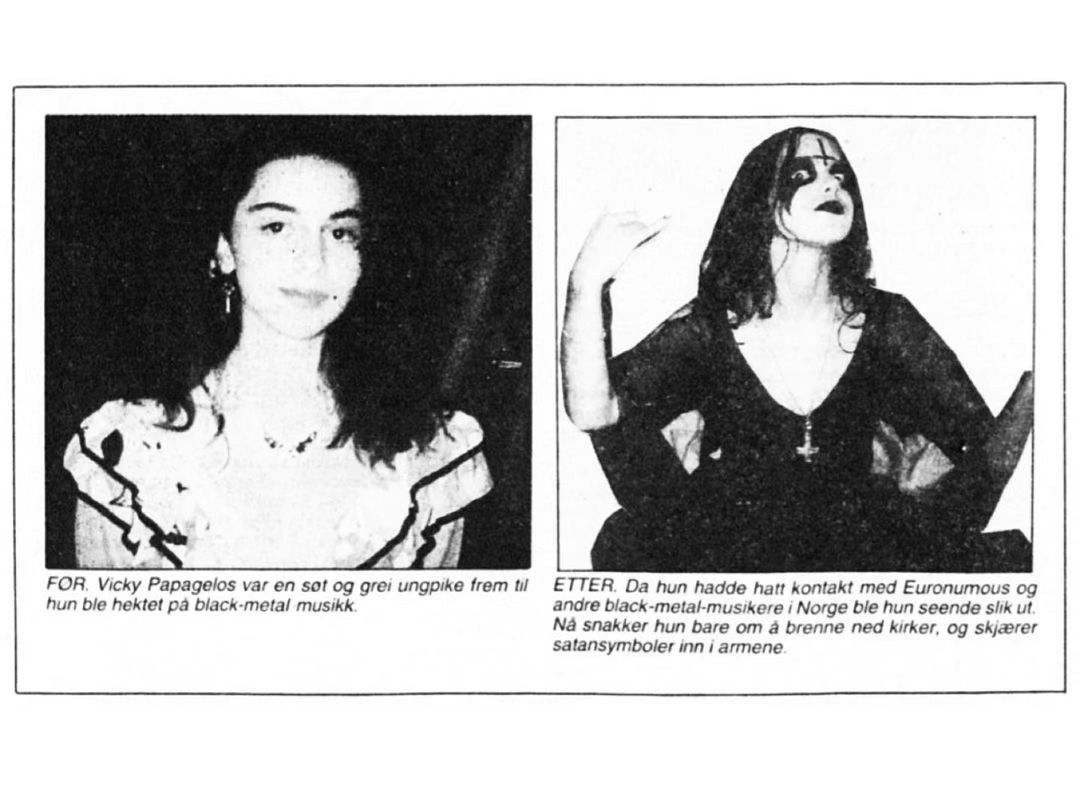 FØR. Vicky Papagelos var en søt og grei ungpike frem til
hun ble hektet på black-metal musikk.
ETTER. Da hun hadde hatt kontakt med Euronumous og
andre black-metal-musikere i Norge ble hun seende slik ut.
Nå snakker hun bare om å brenne ned kirker, og skjærer
satansymboler inn i armene.